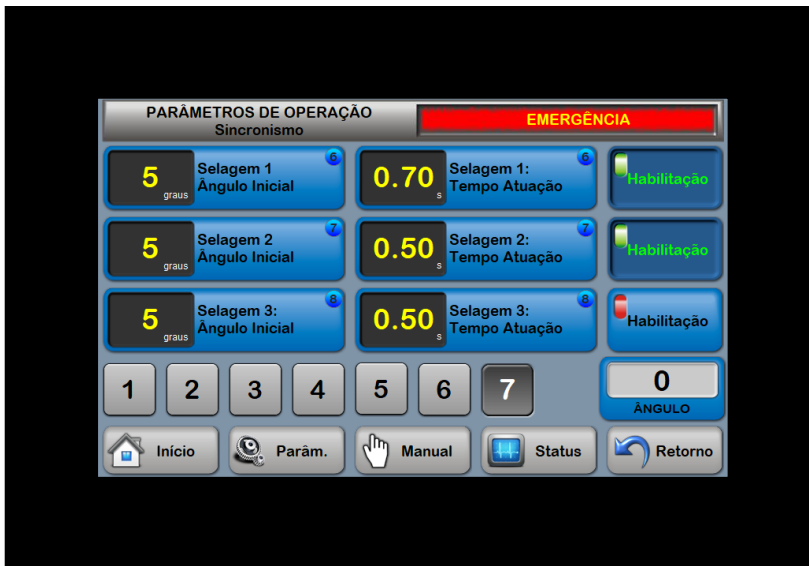 PARÂMETROS DE OPERAÇÃO
Sincronismo
EMERGÊNCIA
5
graus
Selagem 1
Ângulo Inicial
6
0.70
s
Selagem 1:
Tempo Atuação
6
Habilitação
5
graus
Selagem 2
Ângulo Inicial
7
0.50
s
Selagem 2:
Tempo Atuação
7
Habilitação
5
graus
Selagem 3:
Ângulo Inicial
8
0.50
s
Selagem 3:
Tempo Atuação
8
Habilitação
1
2
3
4
5
6
7
0
ÂNGULO
Início
Parâm.
Manual
Status
Retorno